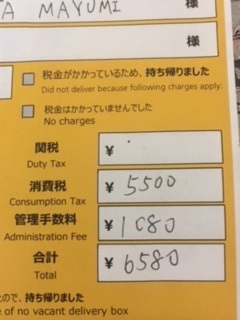 TA MAYUMI 様
様
税金がかかっているため、持ち帰りました
Did not deliver because following charges apply:
税金はかかっていませんでした
No charges
関税
Duty Tax
¥
消費税
Consumption Tax
¥ 5500
管理手数料
Administration Fee
¥ 1080
合計
Total
¥ 6580
ので、持ち帰りました
e of no vacant delivery box